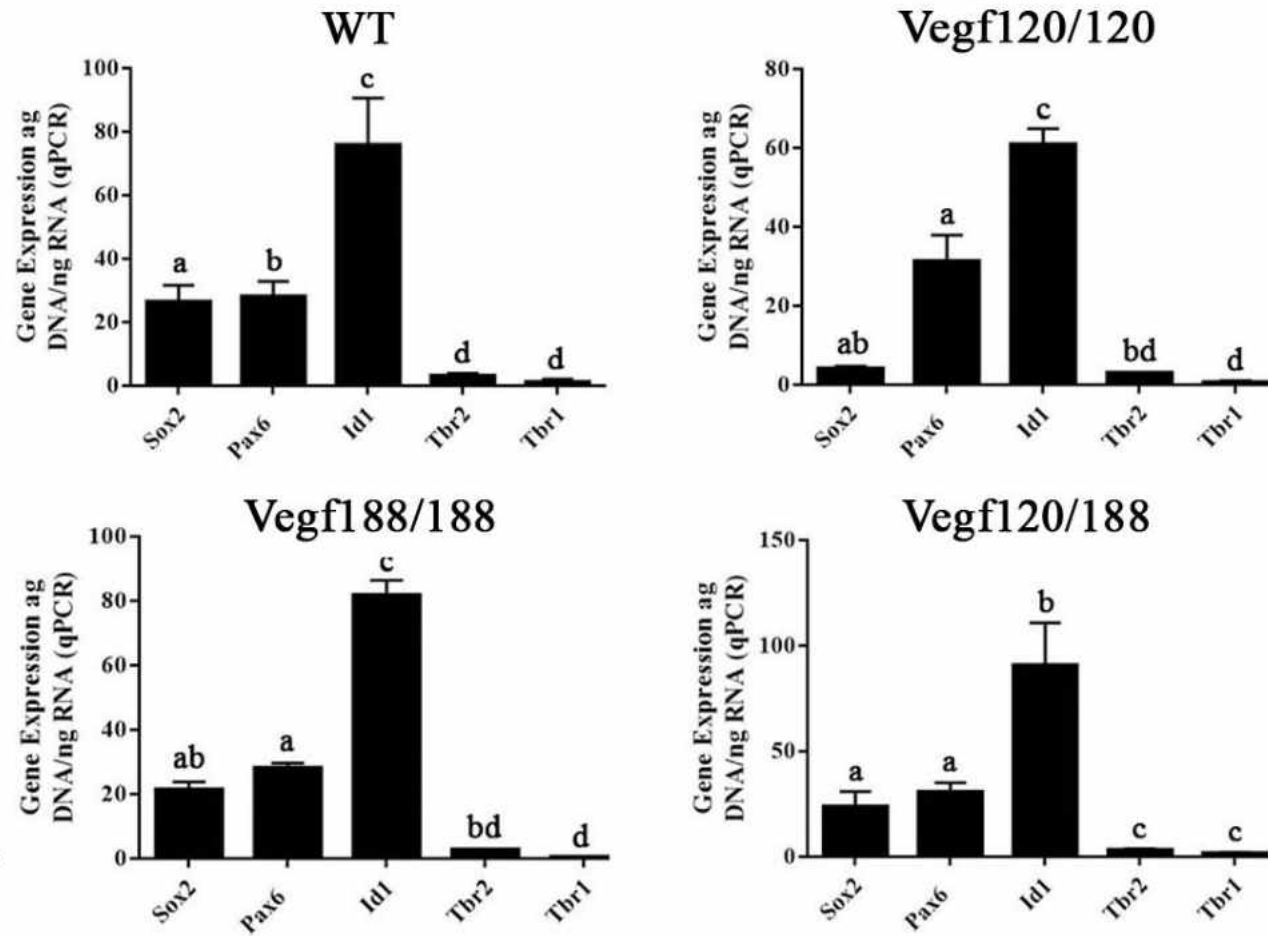 WT
Gene Expression ag
DNA/ng RNA (qPCR)
100
80
60
40
20
0
a
b
c
d
d
Sox2
Pax6
Id1
Tbr2
Tbr1
Vegf120/120
Gene Expression ag
DNA/ng RNA (qPCR)
80
60
40
20
0
ab
a
c
bd
d
Sox2
Pax6
Id1
Tbr2
Tbr1
Vegf188/188
Gene Expression ag
DNA/ng RNA (qPCR)
100
80
60
40
20
0
ab
a
c
bd
d
Sox2
Pax6
Id1
Tbr2
Tbr1
Vegf120/188
Gene Expression ag
DNA/ng RNA (qPCR)
150
100
50
0
a
a
b
c
c
Sox2
Pax6
Id1
Tbr2
Tbr1